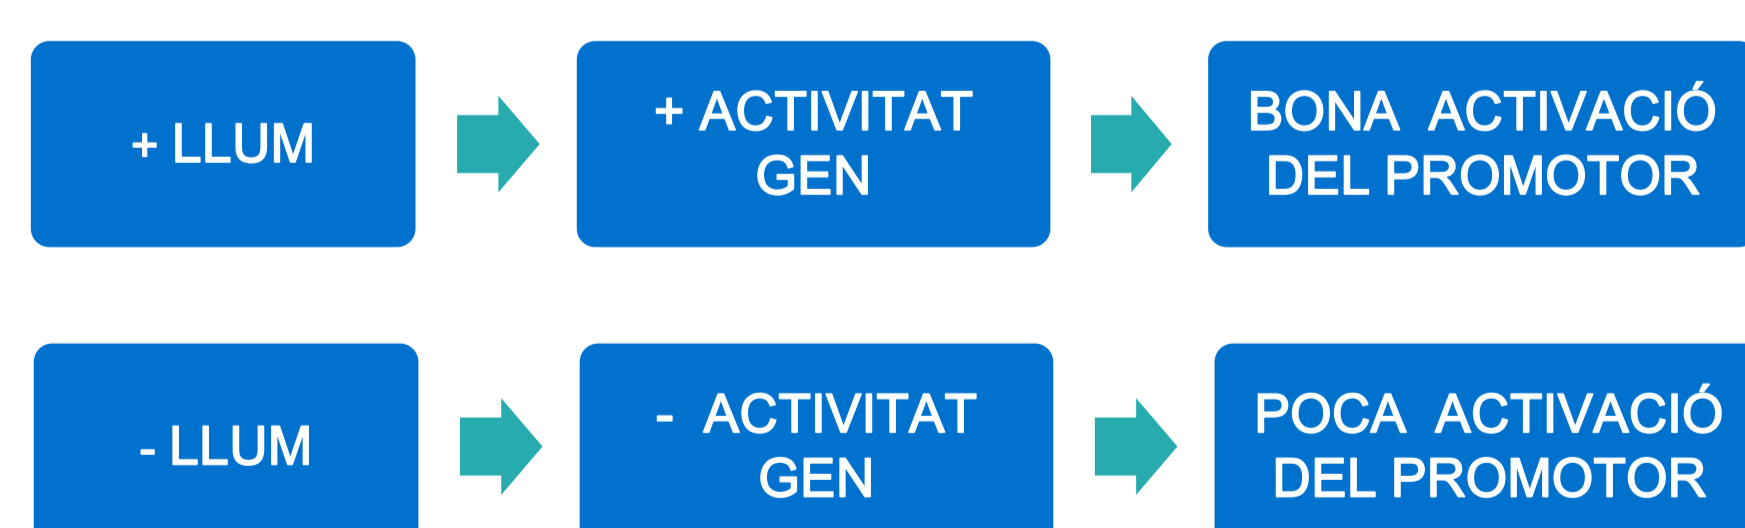 + LLUM
+ ACTIVITAT
GEN
BONA ACTIVACIÓ
DEL PROMOTOR
- LLUM
- ACTIVITAT
GEN
POCA ACTIVACIÓ
DEL PROMOTOR